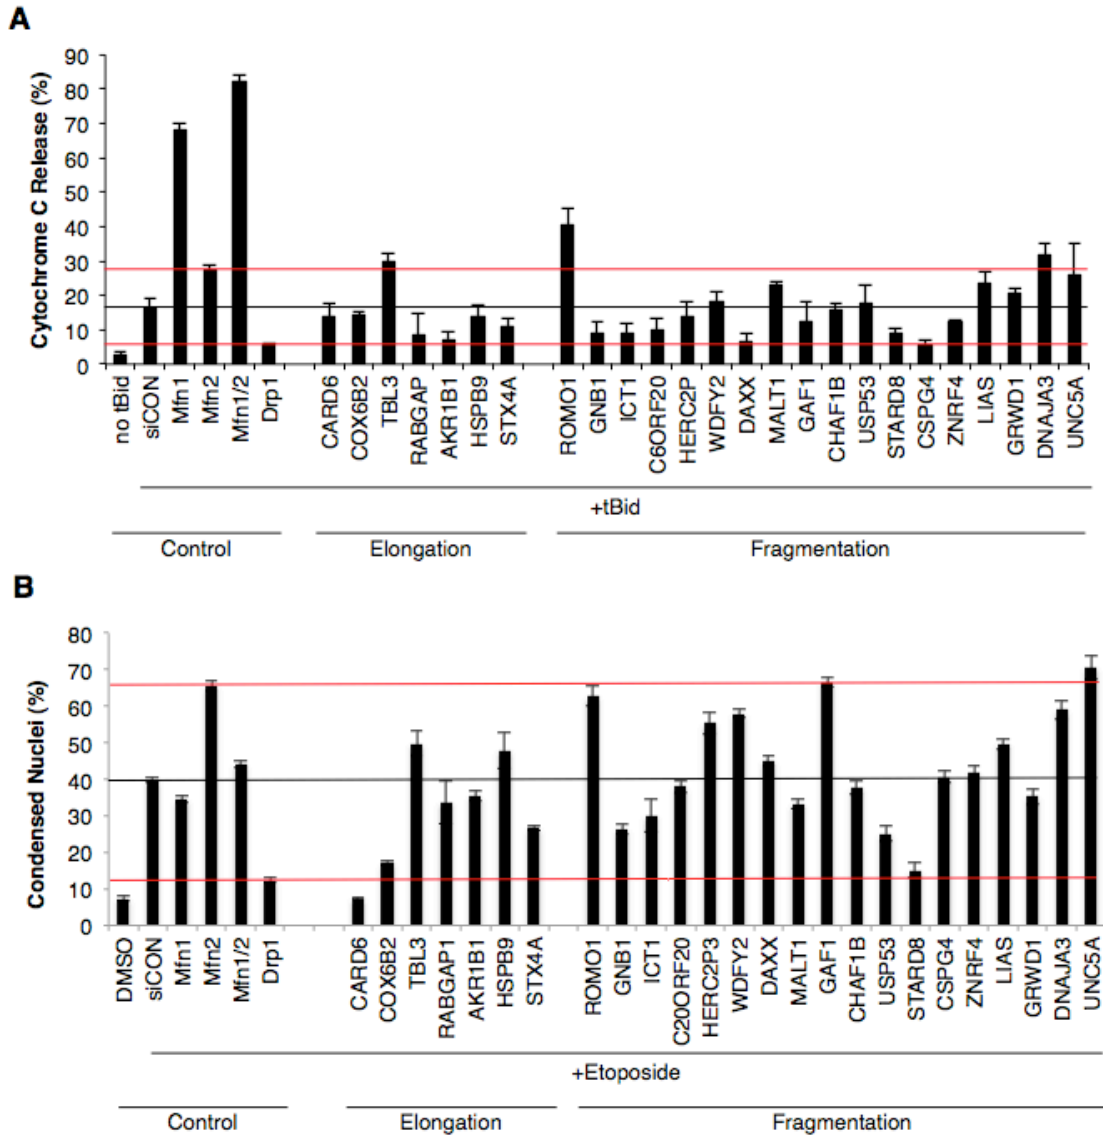 A
Cytochrome C Release (%)
90
80
70
60
50
40
30
20
10
0
no tBid
siCON
Mfn1
Mfn2
Mfn1/2
Drp1
CARD6
COX6B2
TBL3
RABGAP
AKR1B1
HSPB9
STX4A
ROMO1
GNB1
ICT1
C6ORF20
HERC2P
WDFY2
DAXX
MALT1
GAF1
CHAF1B
USP53
STARD8
CSPG4
ZNRF4
LIAS
GRWD1
DNAJA3
UNC5A
+tBid
Control
Elongation
Fragmentation
B
Condensed Nuclei (%)
80
70
60
50
40
30
20
10
0
DMSO
siCON
Mfn1
Mfn2
Mfn1/2
Drp1
CARD6
COX6B2
TBL3
RABGAP1
AKR1B1
HSPB9
STX4A
ROMO1
GNB1
ICT1
C20ORF20
HERC2P3
WDFY2
DAXX
MALT1
GAF1
CHAF1B
USP53
STARD8
CSPG4
ZNRF4
LIAS
GRWD1
DNAJA3
UNC5A
+Etoposide
Control
Elongation
Fragmentation